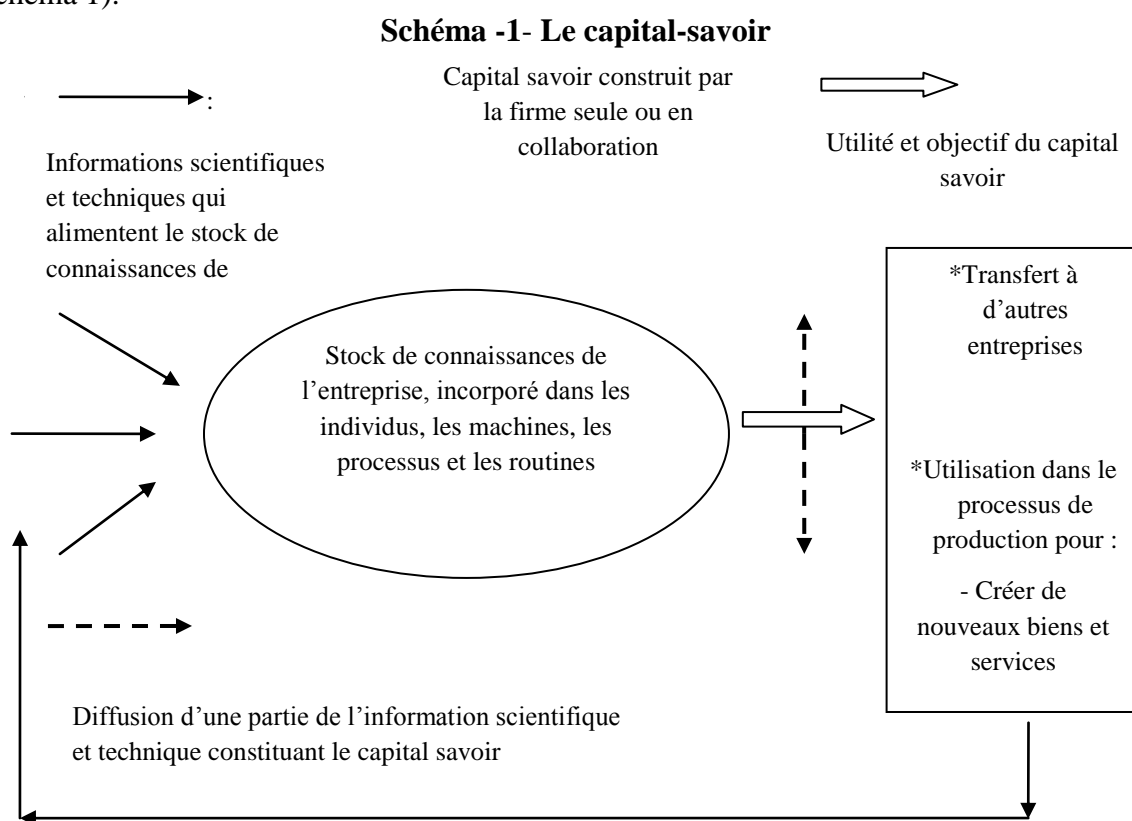 Schéma -1- Le capital-savoir
:
Informations scientifiques
et techniques qui
alimentent le stock de
connaissances de
Capital savoir construit par
la firme seule ou en
collaboration
Utilité et objectif du capital
savoir
Stock de connaissances de
l’entreprise, incorporé dans les
individus, les machines, les
processus et les routines
*Transfert à
d’autres
entreprises
*Utilisation dans le
processus de
production pour :
- Créer de
nouveaux biens et
services
Diffusion d’une partie de l’information scientifique
et technique constituant le capital savoir